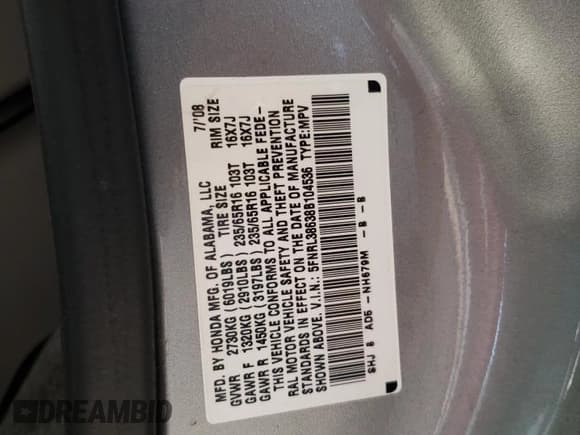 MFD. BY HONDA MFG. OF ALABAMA, LLC 7/'08
TIRE SIZE RIM SIZE
GVWR 2730KG (6019LBS)
GAWR F 1320KG (2910LBS) 235/65R16 103T 16X7J
GAWR R 1450KG (3197LBS) 235/65R16 103T 16X7J
THIS VEHICLE CONFORMS TO ALL APPLICABLE FEDE-
RAL MOTOR VEHICLE SAFETY AND THEFT PREVENTION
STANDARDS IN EFFECT ON THE DATE OF MANUFACTURE
SHOWN ABOVE. V.I.N.: 5FNRL38638B104536 TYPE:MPV
SHJ B AD5 -NH679M -B -B
DREAMBID